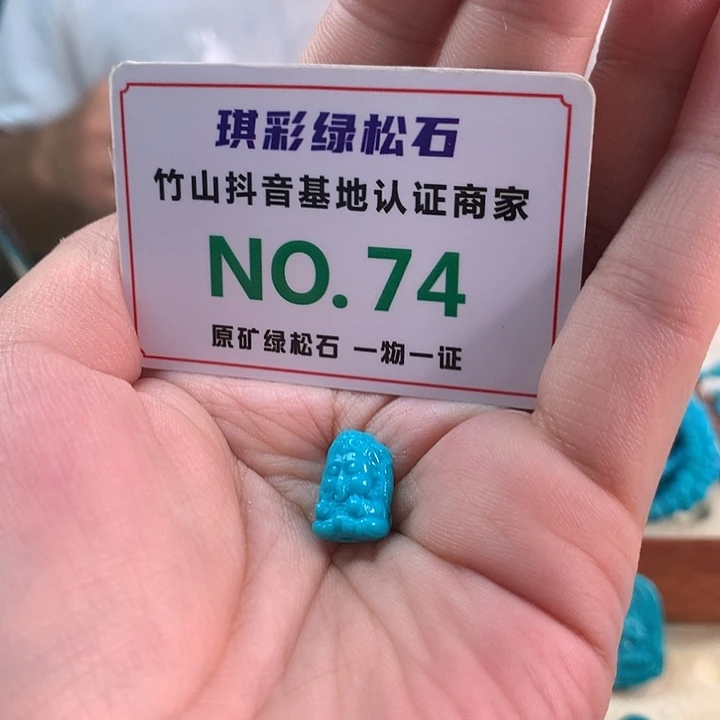 琪彩绿松石
竹山抖音基地认证商家
NO.74
原矿绿松石 一物一证